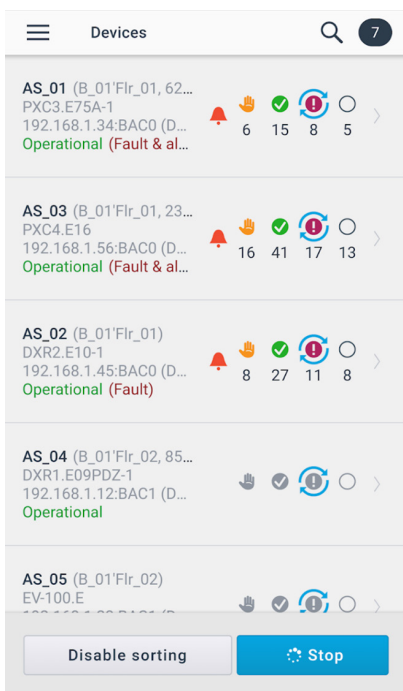 Devices 7
AS_01 (B_01'Flr_01, 62...
PXC3.E75A-1
192.168.1.34:BAC0 (D...
Operational (Fault & al...
6 15 8 5
AS_03 (B_01'Flr_01, 23...
PXC4.E16
192.168.1.56:BAC0 (D...
Operational (Fault & al...
16 41 17 13
AS_02 (B_01'Flr_01)
DXR2.E10-1
192.168.1.45:BAC0 (D...
Operational (Fault)
8 27 11 8
AS_04 (B_01'Flr_02, 85...
DXR1.E09PDZ-1
192.168.1.12:BAC1 (D...
Operational
AS_05 (B_01'Flr_02)
EV-100.E
Disable sorting
Stop